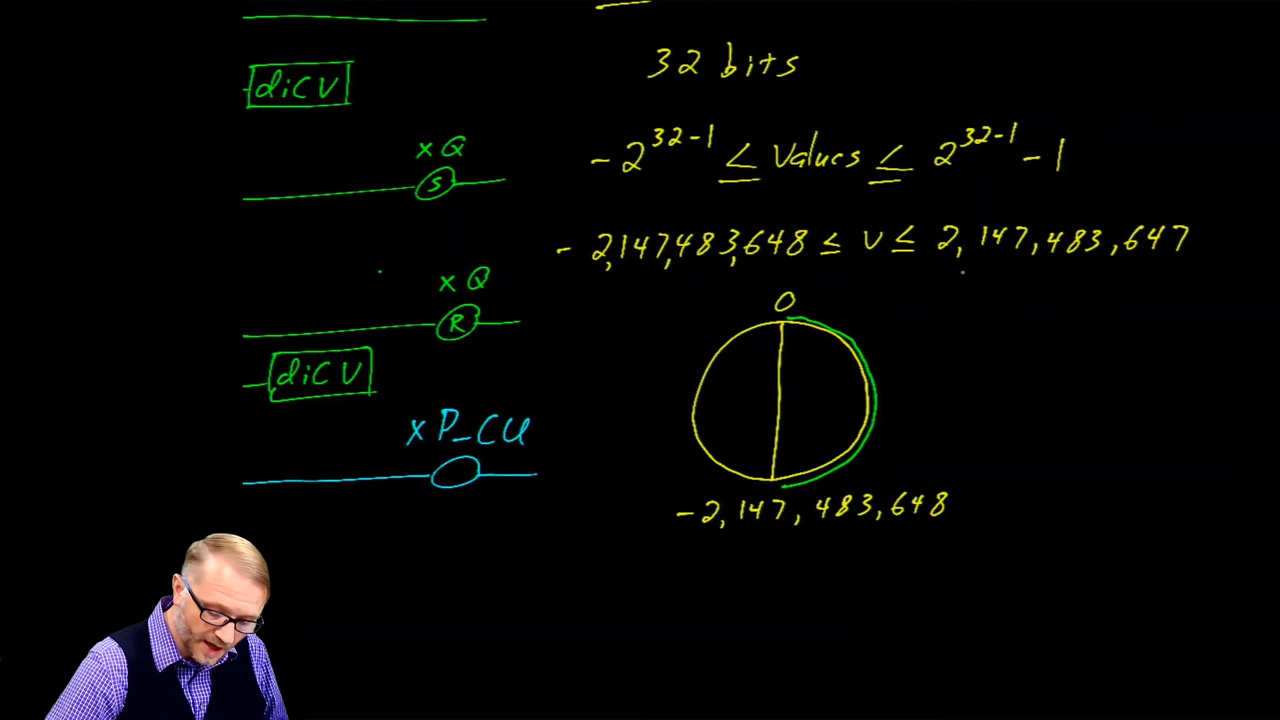 32 bits
diCV
-2^32-1 ≤ Values ≤ 2^32-1 - 1
xQ
S
-2,147,483,648 ≤ V ≤ 2,147,483,647
xQ
R
0
diCV
xP_CU
-2,147,483,648